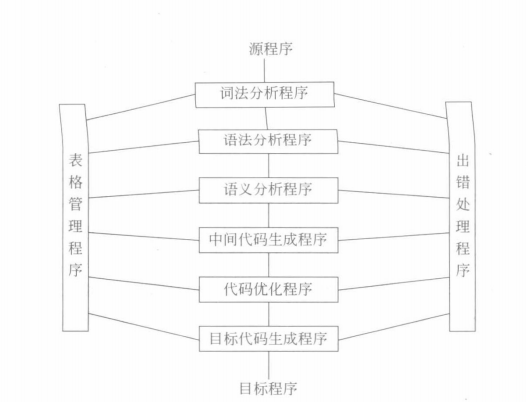 源程序
词法分析程序
语法分析程序
语义分析程序
中间代码生成程序
代码优化程序
目标代码生成程序
目标程序
表格管理程序
出错处理程序